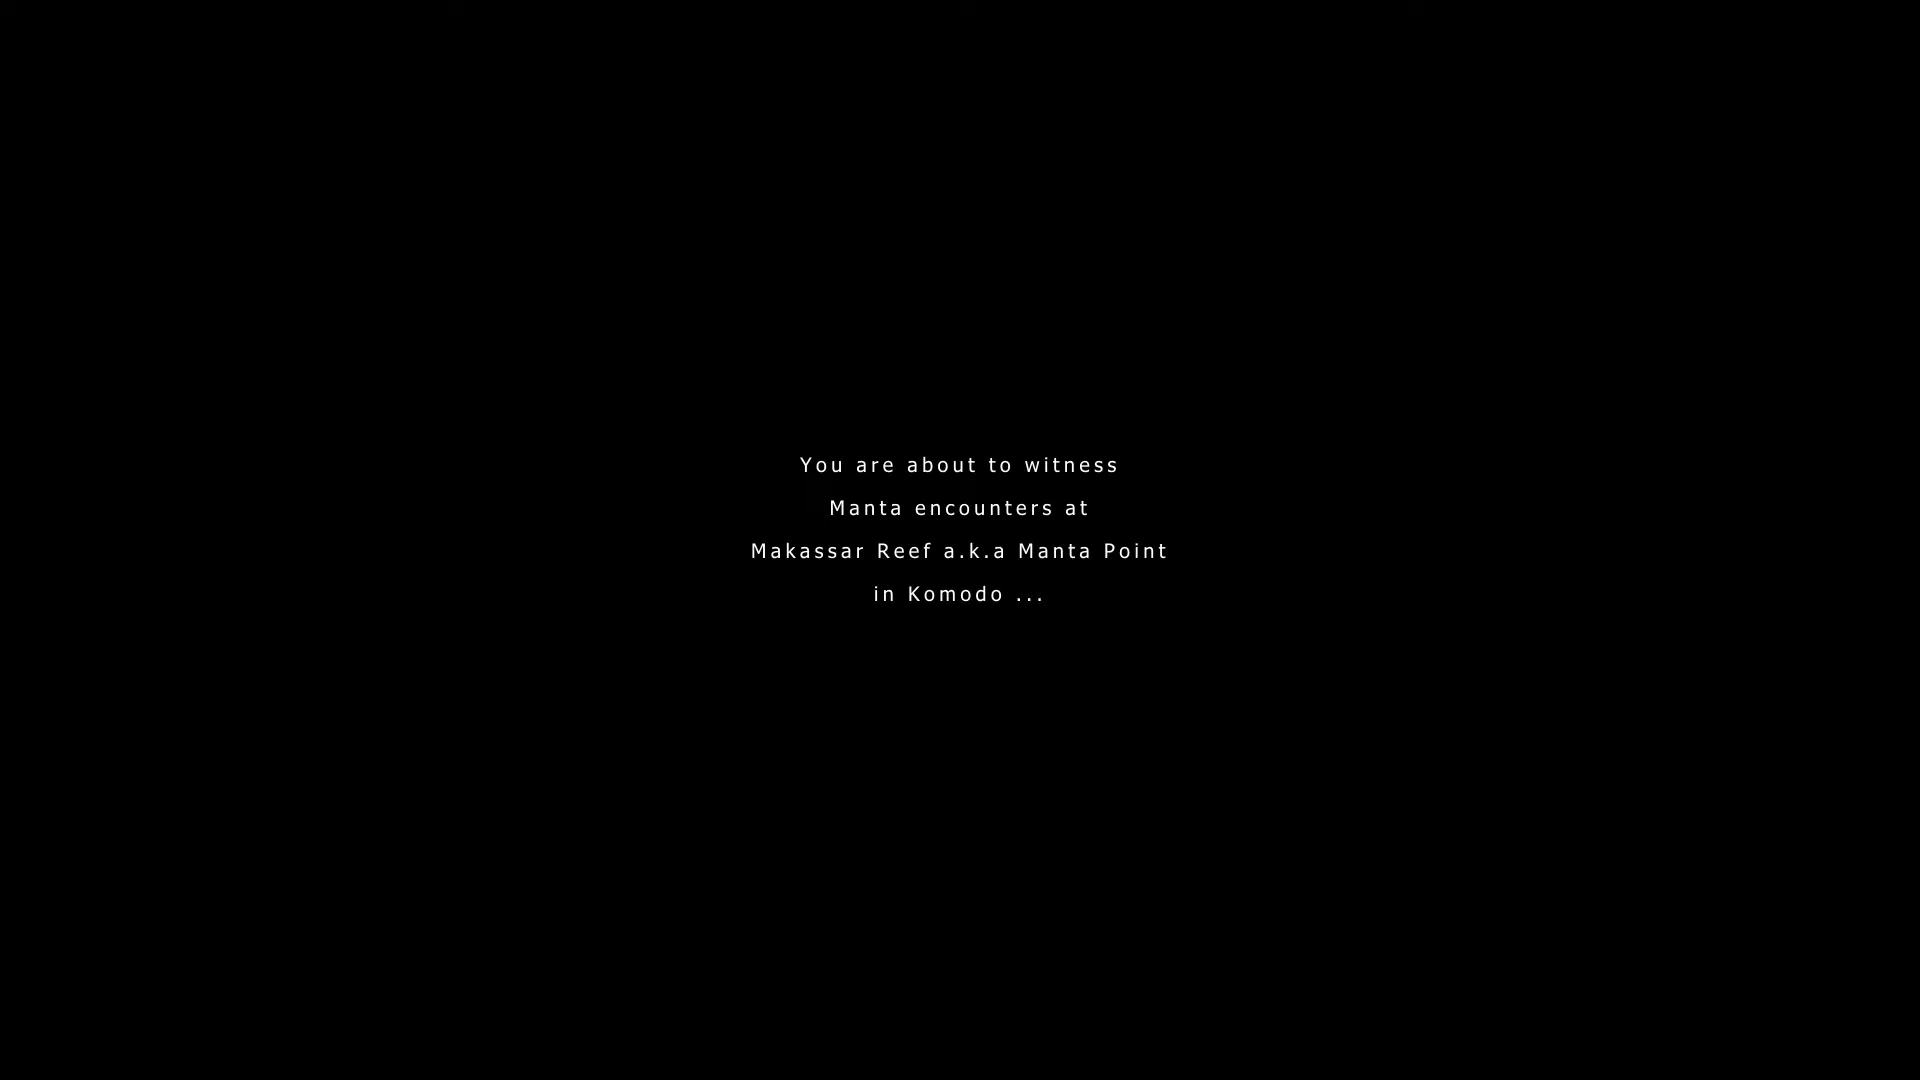 You are about to witness
Manta encounters at
Makassar Reef a.k.a Manta Point
in Komodo ...